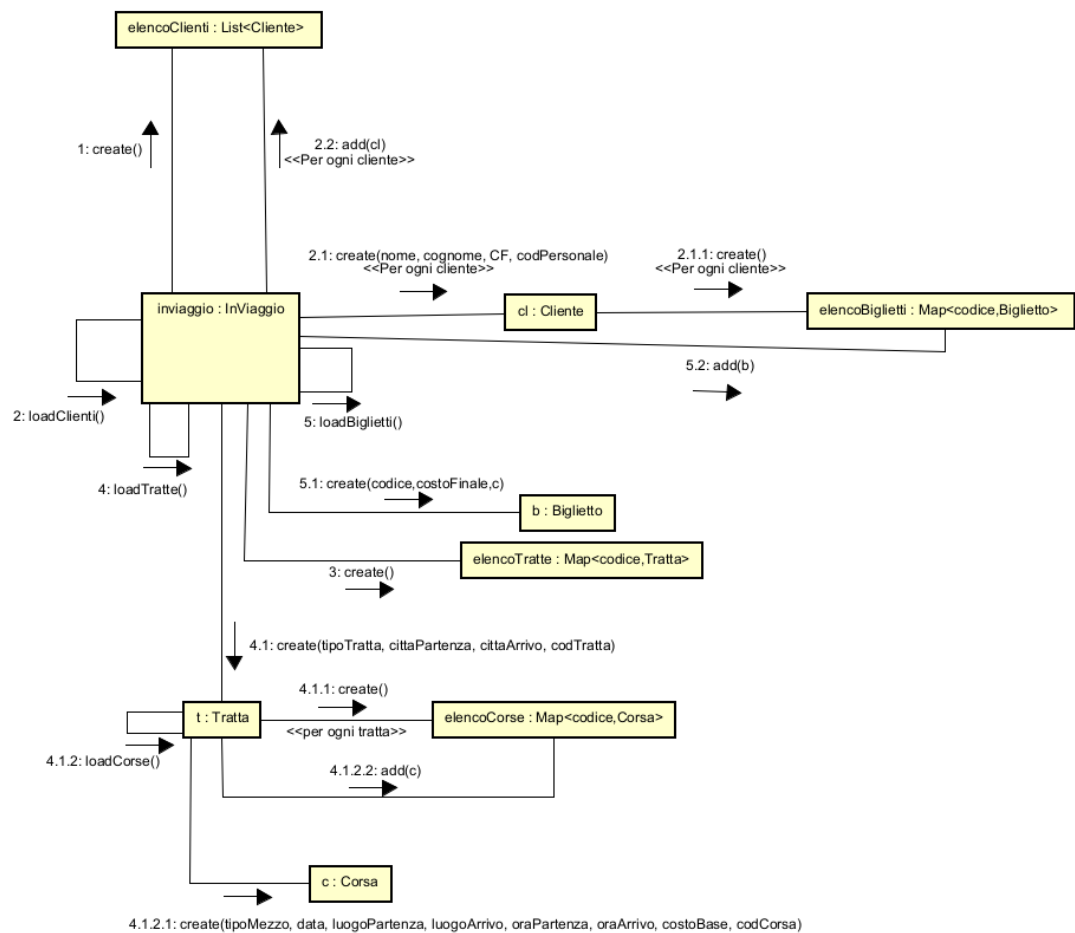 elencoClienti : List<Cliente>
1: create()
2.2: add(cl)
<<Per ogni cliente>>
2.1: create(nome, cognome, CF, codPersonale)
<<Per ogni cliente>>
2.1.1: create()
<<Per ogni cliente>>
inviaggio : InViaggio
cl : Cliente
elencoBiglietti : Map<codice,Biglietto>
5.2: add(b)
2: loadClienti()
5: loadBiglietti()
4: loadTratte()
5.1: create(codice,costoFinale,c)
b : Biglietto
elencoTratte : Map<codice,Tratta>
3: create()
4.1: create(tipoTratta, cittaPartenza, cittaArrivo, codTratta)
4.1.1: create()
t : Tratta
elencoCorse : Map<codice,Corsa>
<<per ogni tratta>>
4.1.2: loadCorse()
4.1.2.2: add(c)
c : Corsa
4.1.2.1: create(tipoMezzo, data, luogoPartenza, luogoArrivo, oraPartenza, oraArrivo, costoBase, codCorsa)